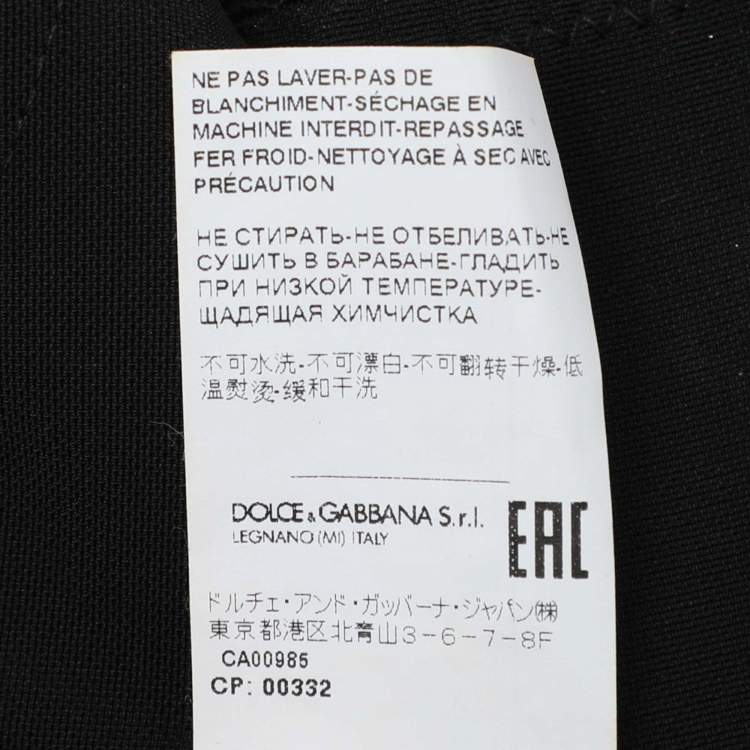 NE PAS LAVER-PAS DE
BLANCHIMENT-SÉCHAGE EN
MACHINE INTERDIT-REPASSAGE
FER FROID-NETTOYAGE À SEC AVEC
PRÉCAUTION
НЕ СТИРАТЬ-НЕ ОТБЕЛИВАТЬ-НЕ
СУШИТЬ В БАРАБАНЕ-ГЛАДИТЬ
ПРИ НИЗКОЙ ТЕМПЕРАТУРЕ-
ЩАДЯЩАЯ ХИМЧИСТКА
不可水洗-不可漂白-不可翻转干燥-低
温熨烫-缓和干洗
DOLCE & GABBANA S.r.l.
LEGNANO (MI) ITALY
EAC
ドルチェ・アンド・ガッバーナ・ジャパン㈱
東京都港区北青山3-6-7-8F
CA00985
CP: 00332